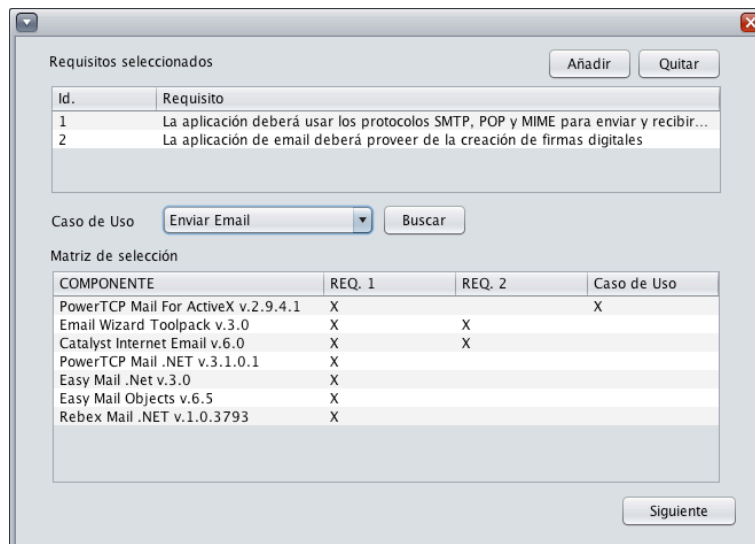 Requisitos seleccionados Añadir Quitar
Id. Requisito
1 La aplicación deberá usar los protocolos SMTP, POP y MIME para enviar y recibir...
2 La aplicación de email deberá proveer de la creación de firmas digitales
Caso de Uso Enviar Email Buscar
Matriz de selección
COMPONENTE REQ. 1 REQ. 2 Caso de Uso
PowerTCP Mail For ActiveX v.2.9.4.1 X X
Email Wizard Toolpack v.3.0 X X
Catalyst Internet Email v.6.0 X X
PowerTCP Mail .NET v.3.1.0.1 X
Easy Mail .Net v.3.0 X
Easy Mail Objects v.6.5 X
Rebex Mail .NET v.1.0.3793 X
Siguiente